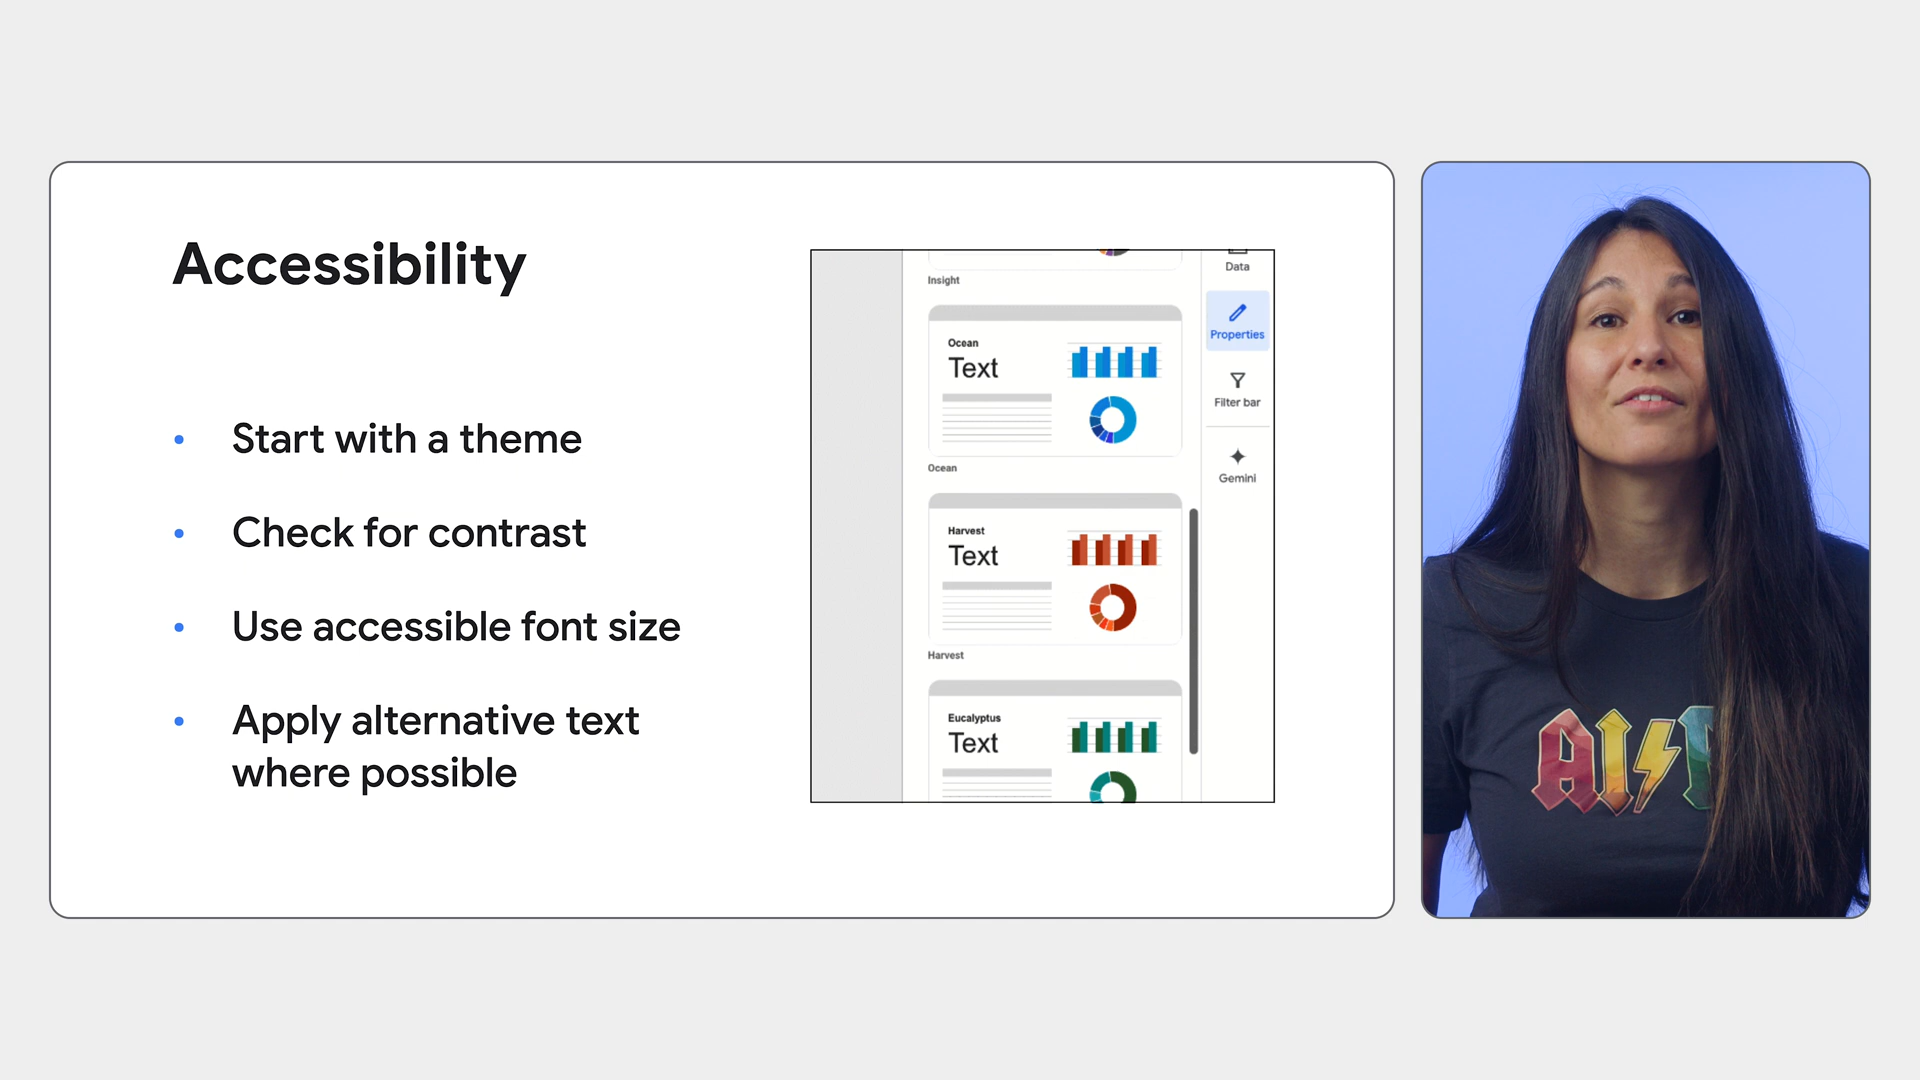 Accessibility
Start with a theme
Check for contrast
Use accessible font size
Apply alternative text
where possible
Insight
Ocean
Text
Ocean
Harvest
Text
Harvest
Eucalyptus
Text
Data
Properties
Filter bar
Gemini